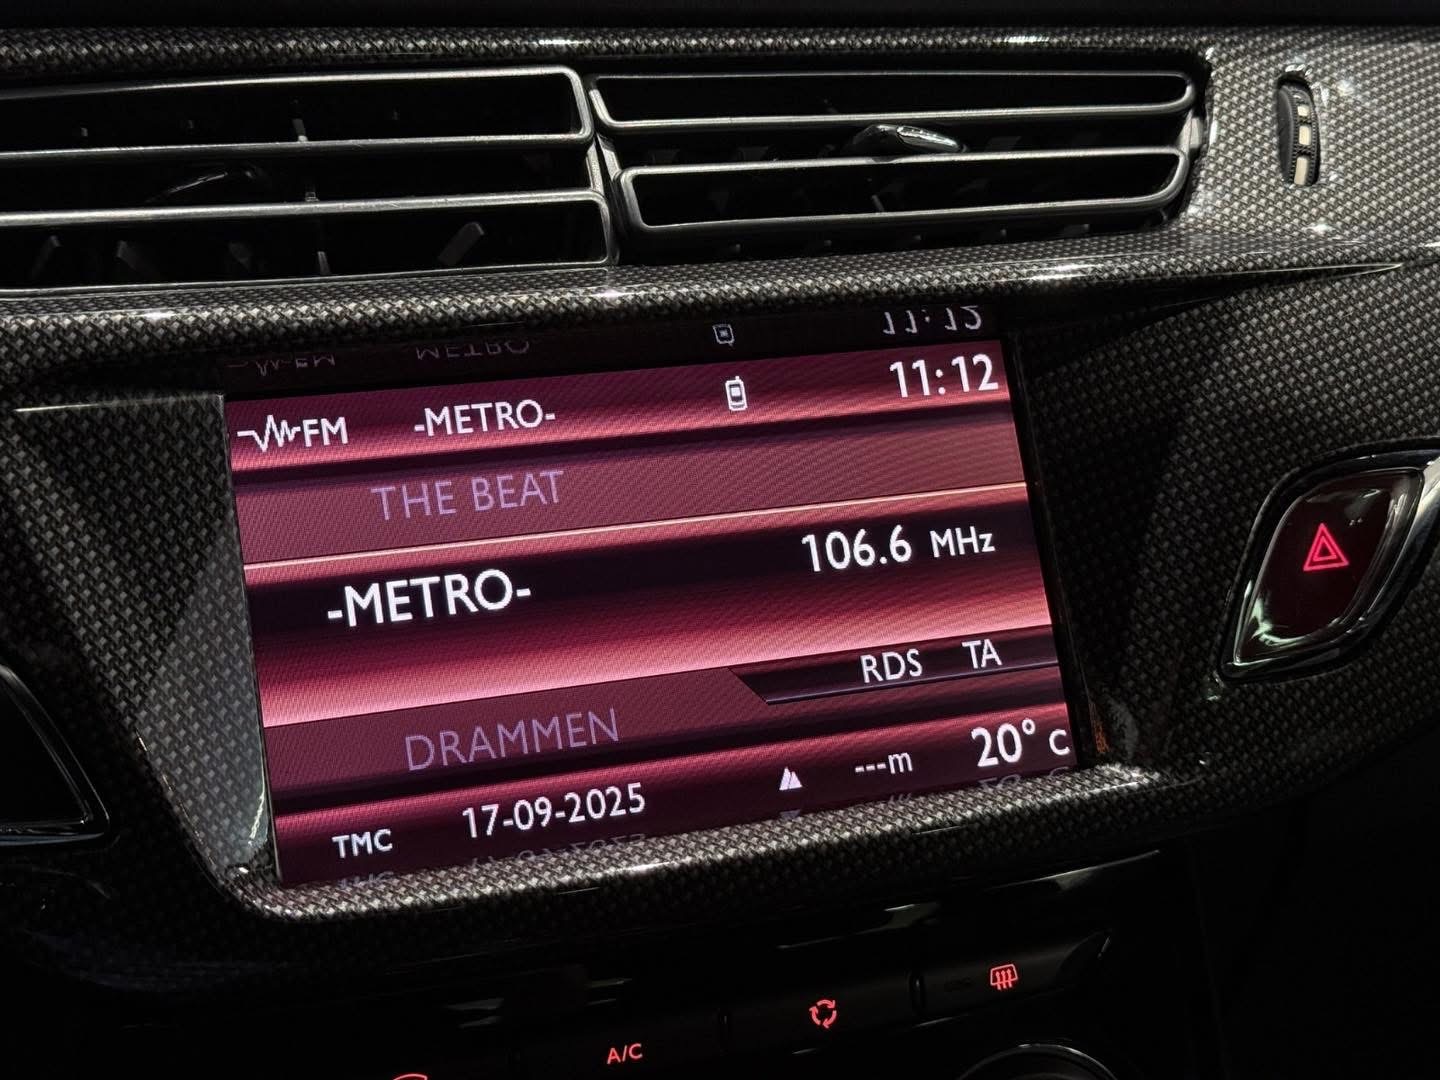 FM -METRO- 11:12
THE BEAT
106.6 MHz
-METRO-
RDS TA
DRAMMEN
TMC 17-09-2025 ---m 20° C
A/C